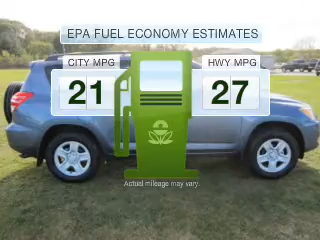 EPA FUEL ECONOMY ESTIMATES
CITY MPG
HWY MPG
21
27
Actual mileage may vary.